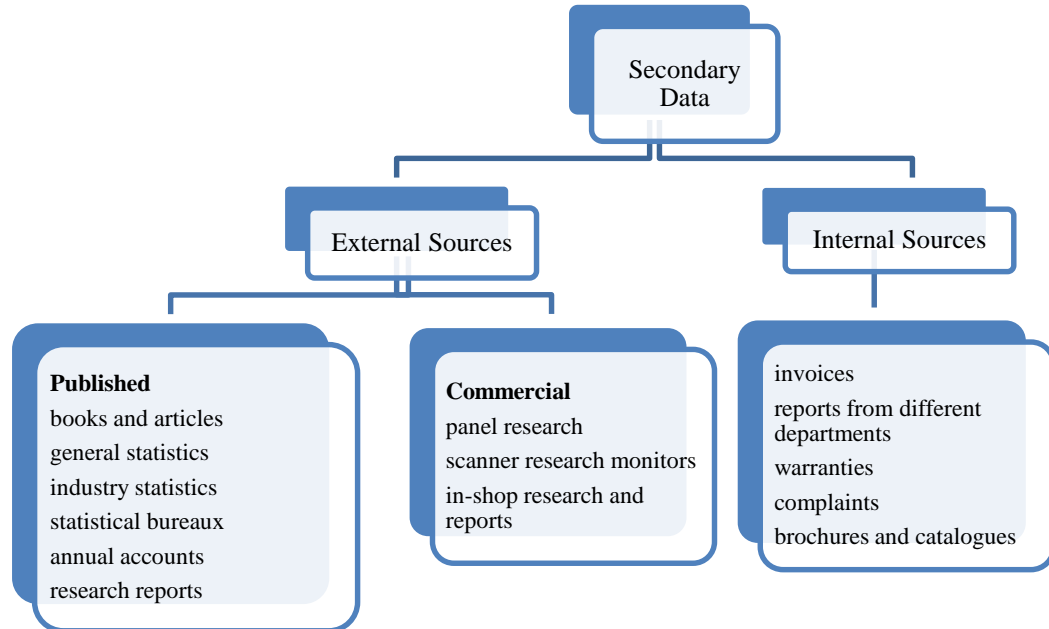 Secondary
Data
External Sources
Internal Sources
Published
books and articles
general statistics
industry statistics
statistical bureaux
annual accounts
research reports
Commercial
panel research
scanner research monitors
in-shop research and
reports
invoices
reports from different
departments
warranties
complaints
brochures and catalogues